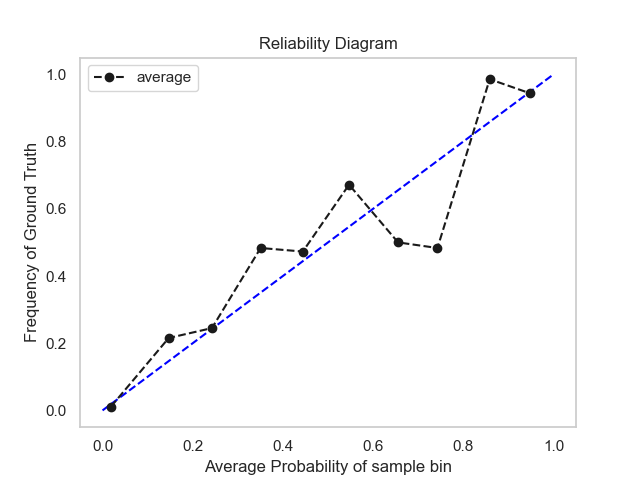 Reliability Diagram
average
Frequency of Ground Truth
1.0
0.8
0.6
0.4
0.2
0.0
0.0 0.2 0.4 0.6 0.8 1.0
Average Probability of sample bin